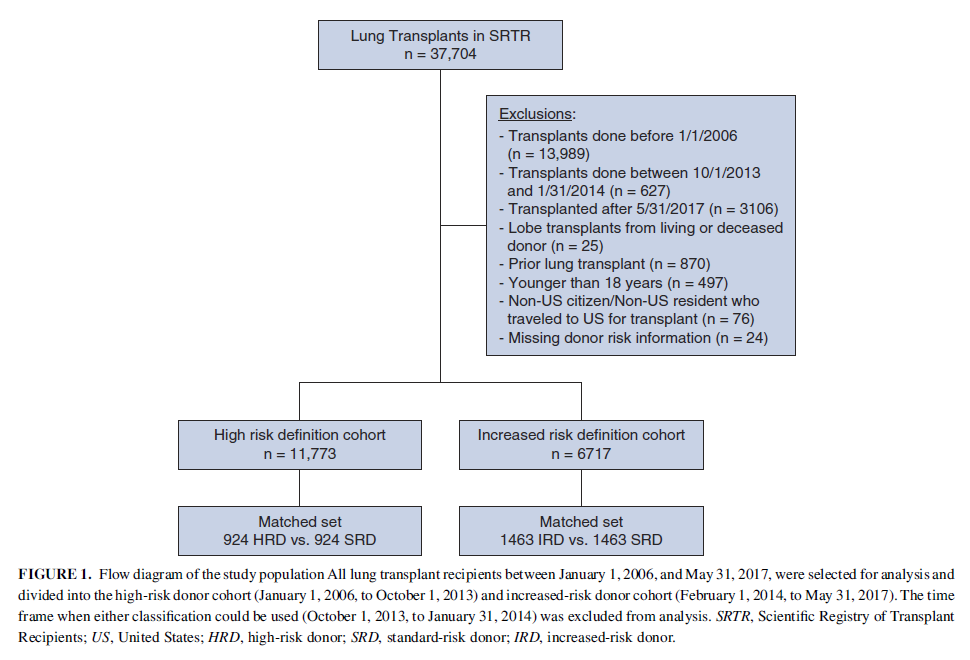 Lung Transplants in SRTR
n = 37,704
Exclusions:
- Transplants done before 1/1/2006
(n = 13,989)
- Transplants done between 10/1/2013
and 1/31/2014 (n = 627)
- Transplanted after 5/31/2017 (n = 3106)
- Lobe transplants from living or deceased
donor (n = 25)
- Prior lung transplant (n = 870)
- Younger than 18 years (n = 497)
- Non-US citizen/Non-US resident who
traveled to US for transplant (n = 76)
- Missing donor risk information (n = 24)
High risk definition cohort
n = 11,773
Increased risk definition cohort
n = 6717
Matched set
924 HRD vs. 924 SRD
Matched set
1463 IRD vs. 1463 SRD
FIGURE 1. Flow diagram of the study population All lung transplant recipients between January 1, 2006, and May 31, 2017, were selected for analysis and
divided into the high-risk donor cohort (January 1, 2006, to October 1, 2013) and increased-risk donor cohort (February 1, 2014, to May 31, 2017). The time
frame when either classification could be used (October 1, 2013, to January 31, 2014) was excluded from analysis. SRTR, Scientific Registry of Transplant
Recipients; US, United States; HRD, high-risk donor; SRD, standard-risk donor; IRD, increased-risk donor.